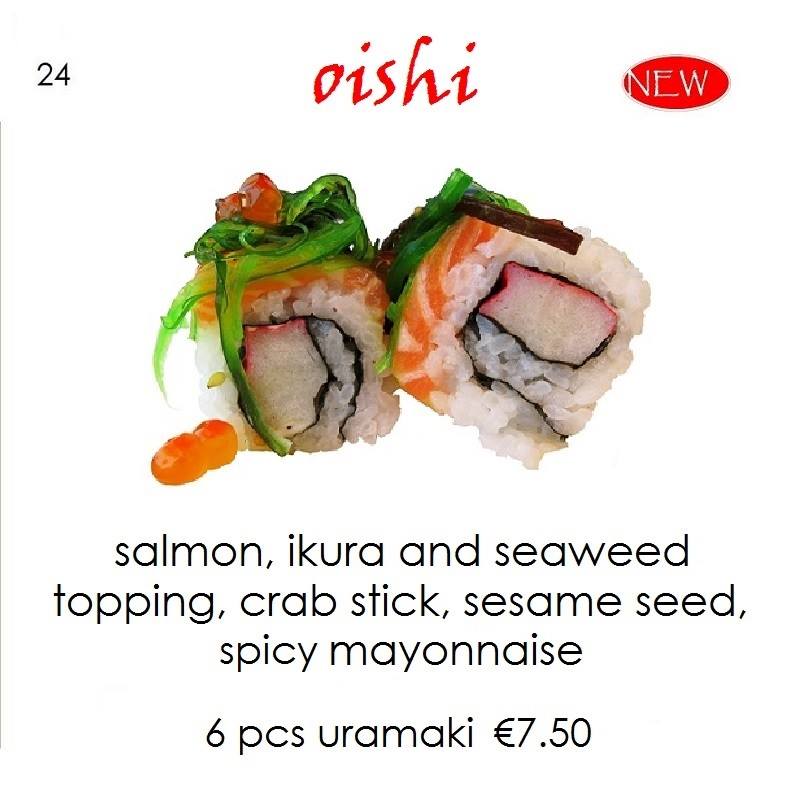 24
oishi
NEW
salmon, ikura and seaweed
topping, crab stick, sesame seed,
spicy mayonnaise
6 pcs uramaki €7.50